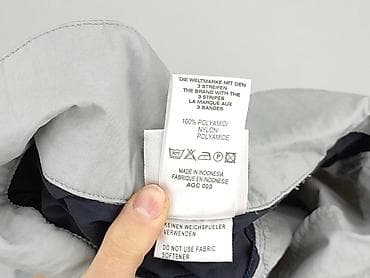 DIE WELTMARKE MIT DEN
3 STREIFEN
THE BRAND WITH THE
3 STRIPES
LA MARQUE AUX
3 BANDES
100% POLYAMID/
NYLON/
POLYAMIDE
MADE IN INDONESIA
FABRIQUE EN INDONESIE
AGC 003
KEINEN WEICHSPUELER
VERWENDEN
DO NOT USE FABRIC
SOFTENER